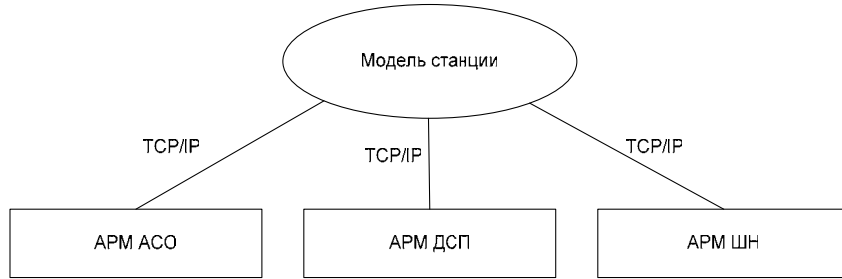 Модель станции
TCP/IP
TCP/IP
TCP/IP
АРМ АСО
АРМ ДСП
АРМ ШН